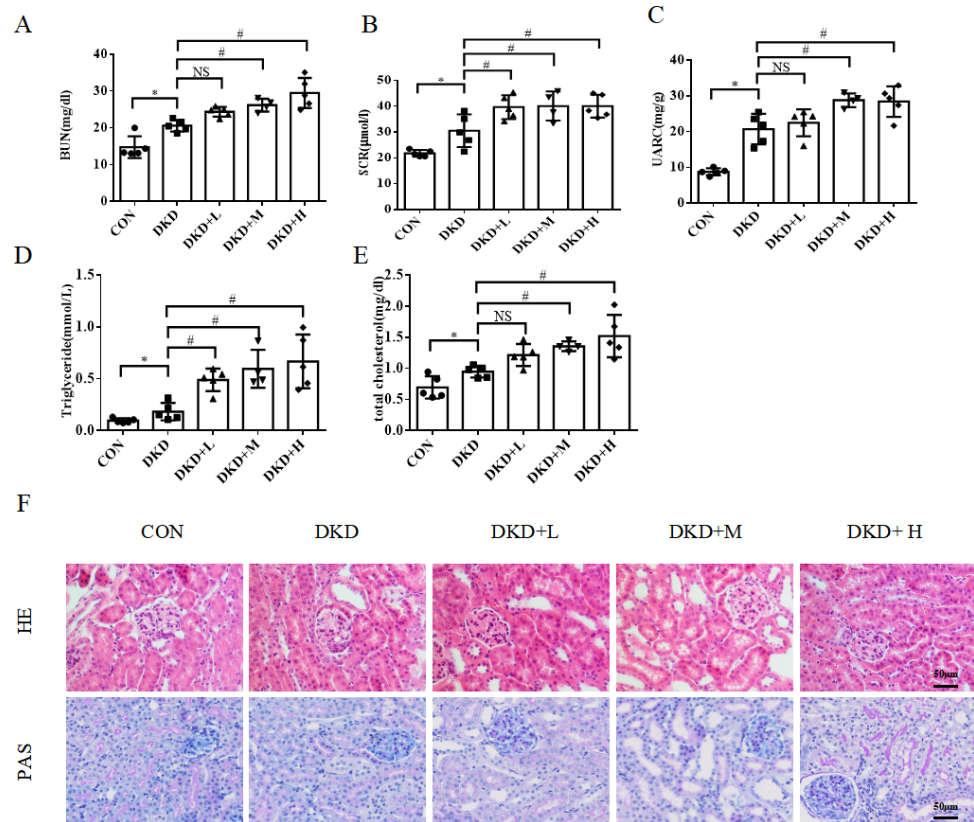 A
BUN(mg/dl)
40
30
20
10
0
*
NS
#
#
CON
DKD
DKD+L
DKD+M
DKD+H
B
SCR(μmol/l)
60
50
40
30
20
10
0
*
#
#
#
CON
DKD
DKD+L
DKD+M
DKD+H
C
UARC(mg/g)
40
30
20
10
0
*
NS
#
#
CON
DKD
DKD+L
DKD+M
DKD+H
D
Triglyceride(mmol/L)
1.0
0.5
0.0
*
#
#
#
CON
DKD
DKD+L
DKD+M
DKD+H
E
total cholesterol(mg/dl)
2.5
2.0
1.5
1.0
0.5
0.0
*
NS
#
#
CON
DKD
DKD+L
DKD+M
DKD+H
F
CON
DKD
DKD+L
DKD+M
DKD+ H
HE
50μm
PAS
50μm